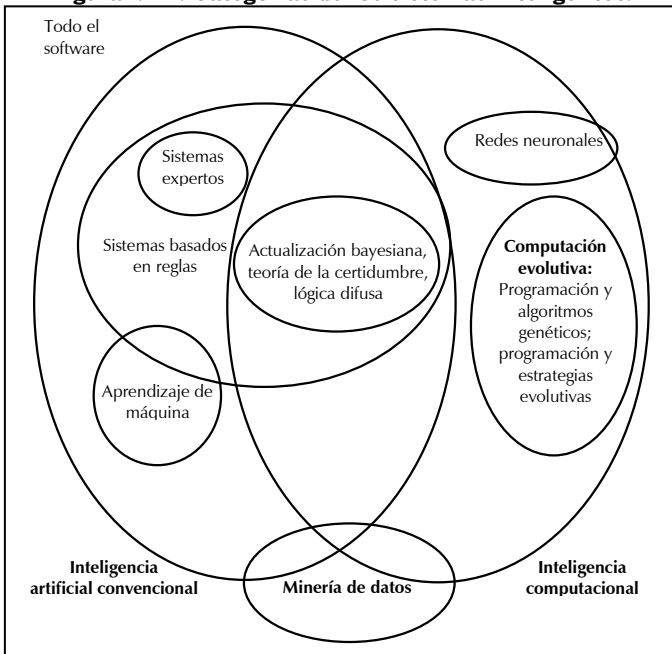 Todo el
software
Sistemas
expertos
Redes neuronales
Sistemas basados
en reglas
Actualización bayesiana,
teoría de la certidumbre,
lógica difusa
Computación
evolutiva:
Programación y
algoritmos
genéticos;
programación y
estrategias
evolutivas
Aprendizaje de
máquina
Inteligencia
artificial convencional
Minería de datos
Inteligencia
computacional